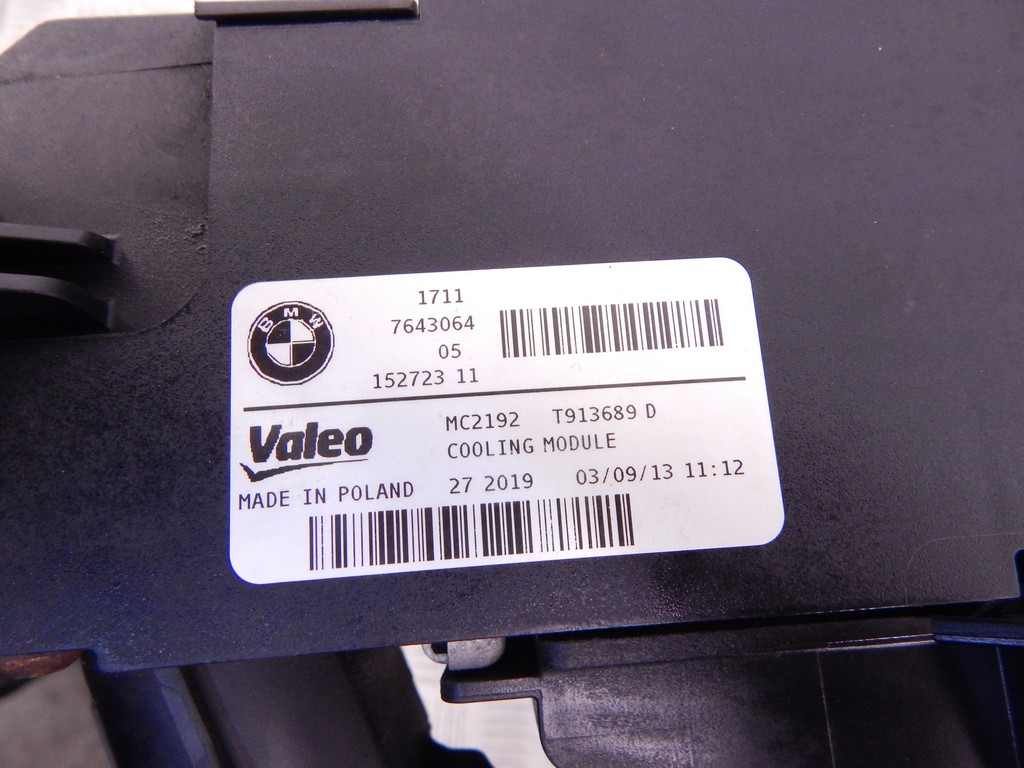 BMW
1711
7643064
05
152723 11
Valeo
MC2192 T913689 D
COOLING MODULE
MADE IN POLAND 27 2019 03/09/13 11:12